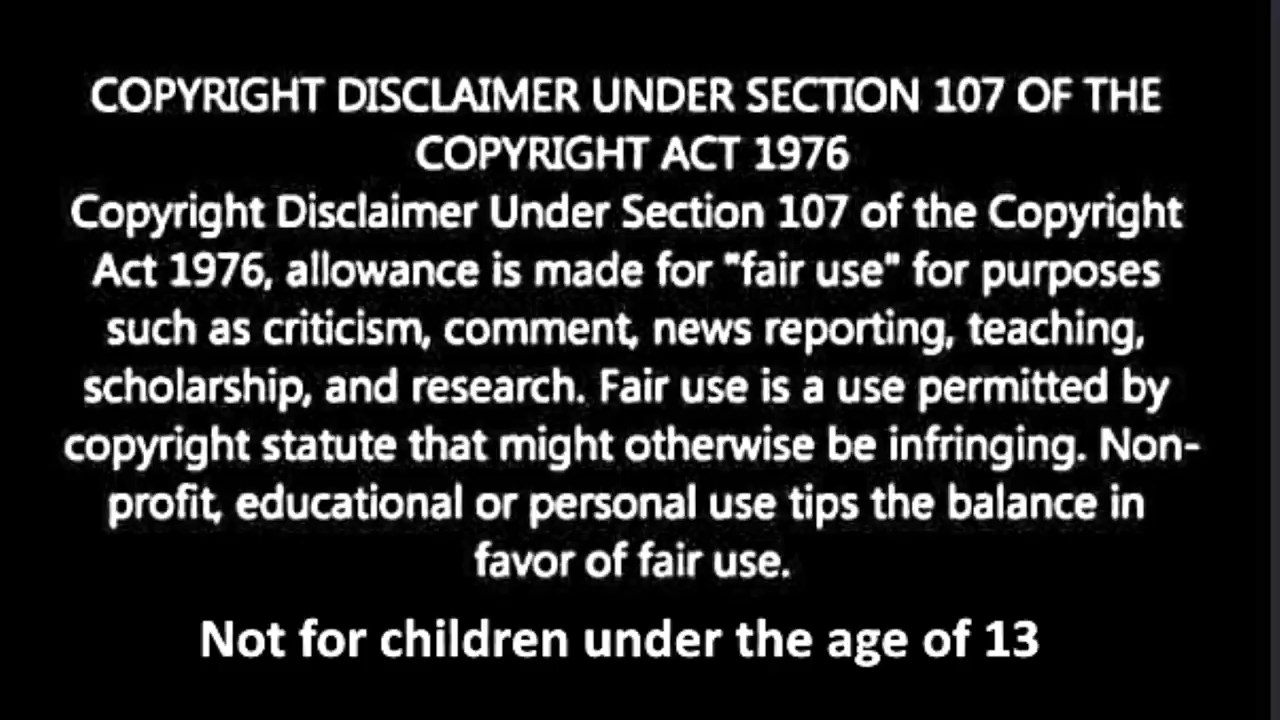 COPYRIGHT DISCLAIMER UNDER SECTION 107 OF THE
COPYRIGHT ACT 1976
Copyright Disclaimer Under Section 107 of the Copyright
Act 1976, allowance is made for "fair use" for purposes
such as criticism, comment, news reporting, teaching,
scholarship, and research. Fair use is a use permitted by
copyright statute that might otherwise be infringing. Non-
profit, educational or personal use tips the balance in
favor of fair use.
Not for children under the age of 13